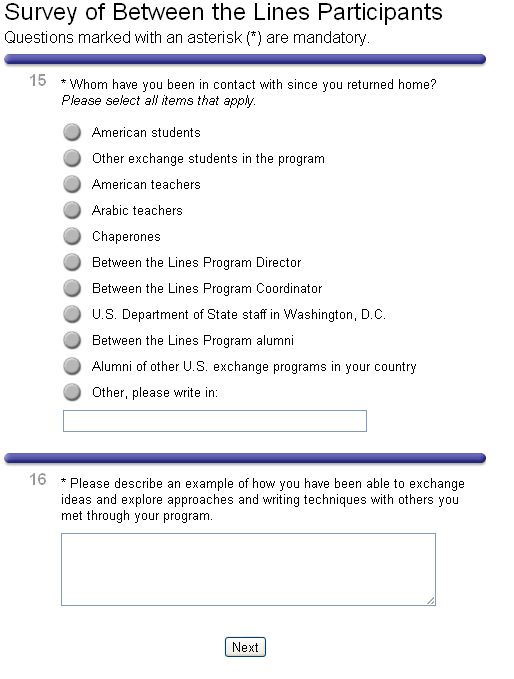 Survey of Between the Lines Participants
Questions marked with an asterisk (*) are mandatory.
15 * Whom have you been in contact with since you returned home?
Please select all items that apply.
American students
Other exchange students in the program
American teachers
Arabic teachers
Chaperones
Between the Lines Program Director
Between the Lines Program Coordinator
U.S. Department of State staff in Washington, D.C.
Between the Lines Program alumni
Alumni of other U.S. exchange programs in your country
Other, please write in:
16 * Please describe an example of how you have been able to exchange
ideas and explore approaches and writing techniques with others you
met through your program.
Next